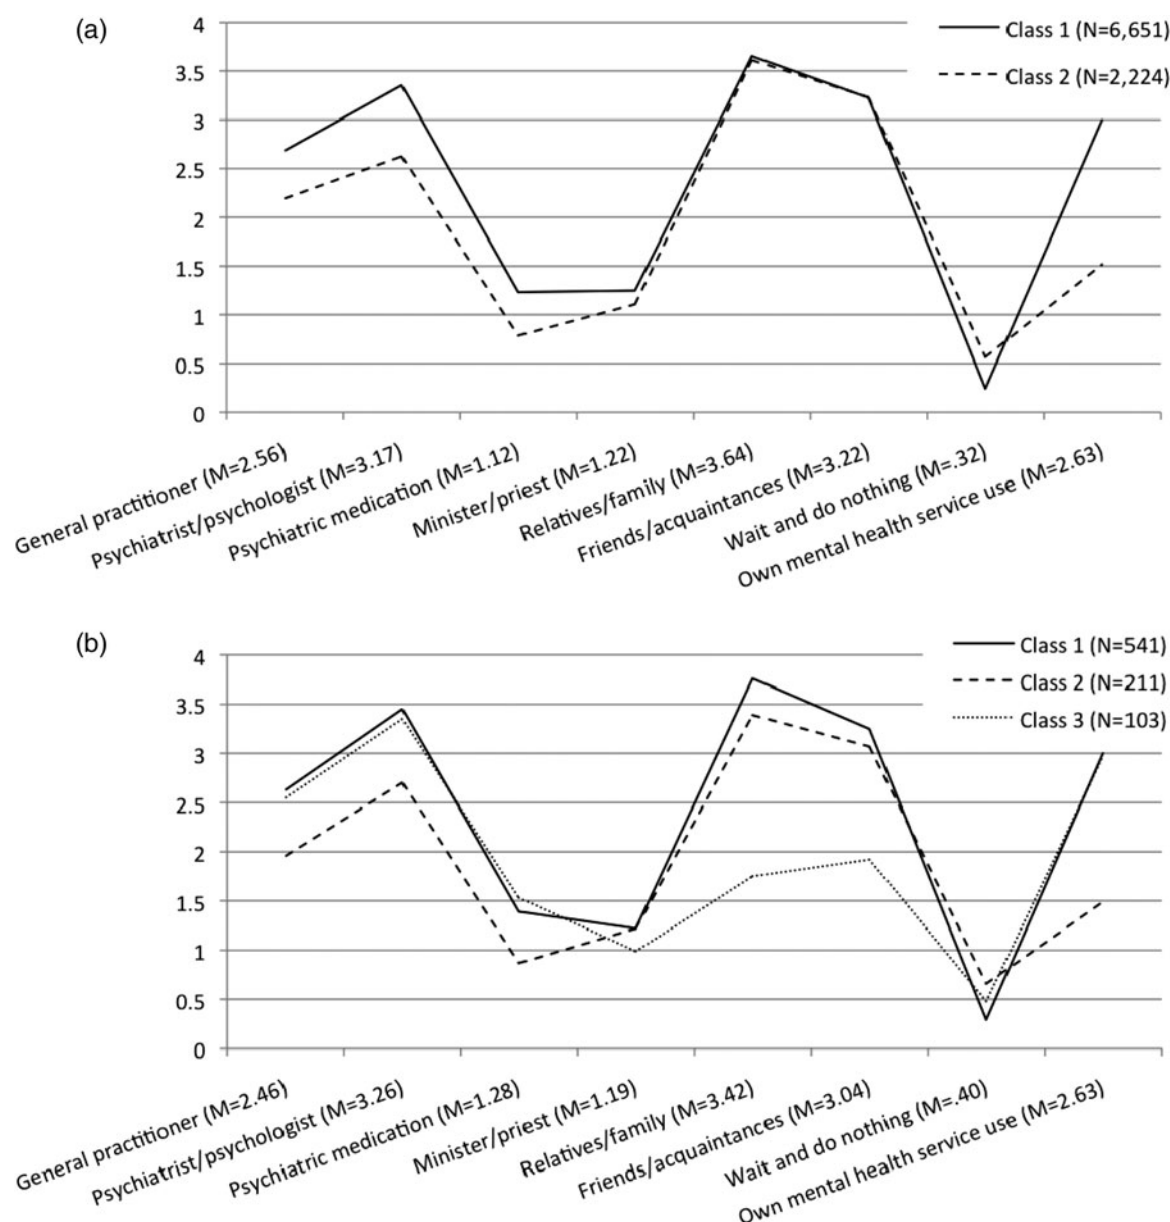 (a)
4
3.5
3
2.5
2
1.5
1
0.5
0
Class 1 (N=6,651)
Class 2 (N=2,224)
General practitioner (M=2.56)
Psychiatrist/psychologist (M=3.17)
Psychiatric medication (M=1.12)
Minister/priest (M=1.22)
Relatives/family (M=3.64)
Friends/acquaintances (M=3.22)
Wait and do nothing (M=.32)
Own mental health service use (M=2.63)
(b)
4
3.5
3
2.5
2
1.5
1
0.5
0
Class 1 (N=541)
Class 2 (N=211)
Class 3 (N=103)
General practitioner (M=2.46)
Psychiatrist/psychologist (M=3.26)
Psychiatric medication (M=1.28)
Minister/priest (M=1.19)
Relatives/family (M=3.42)
Friends/acquaintances (M=3.04)
Wait and do nothing (M=.40)
Own mental health service use (M=2.63)